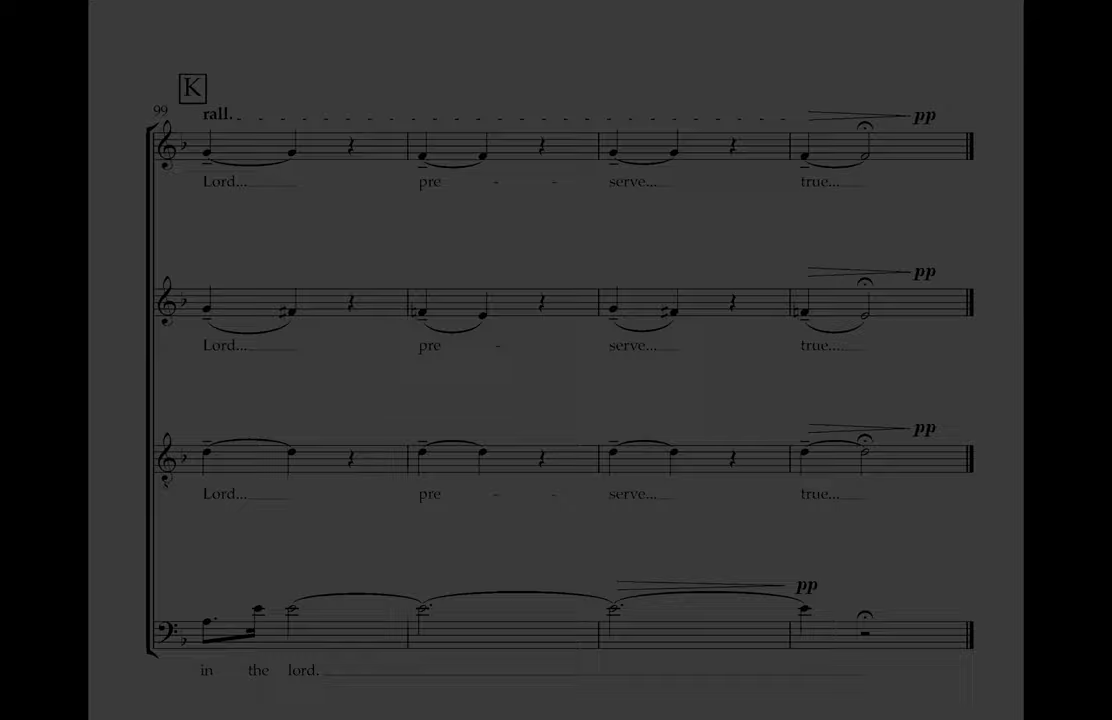 K
99
rall.
pp
Lord... pre - - serve... true...
pp
Lord... pre - serve... true...
pp
Lord... pre - - serve... true...
pp
in the lord.